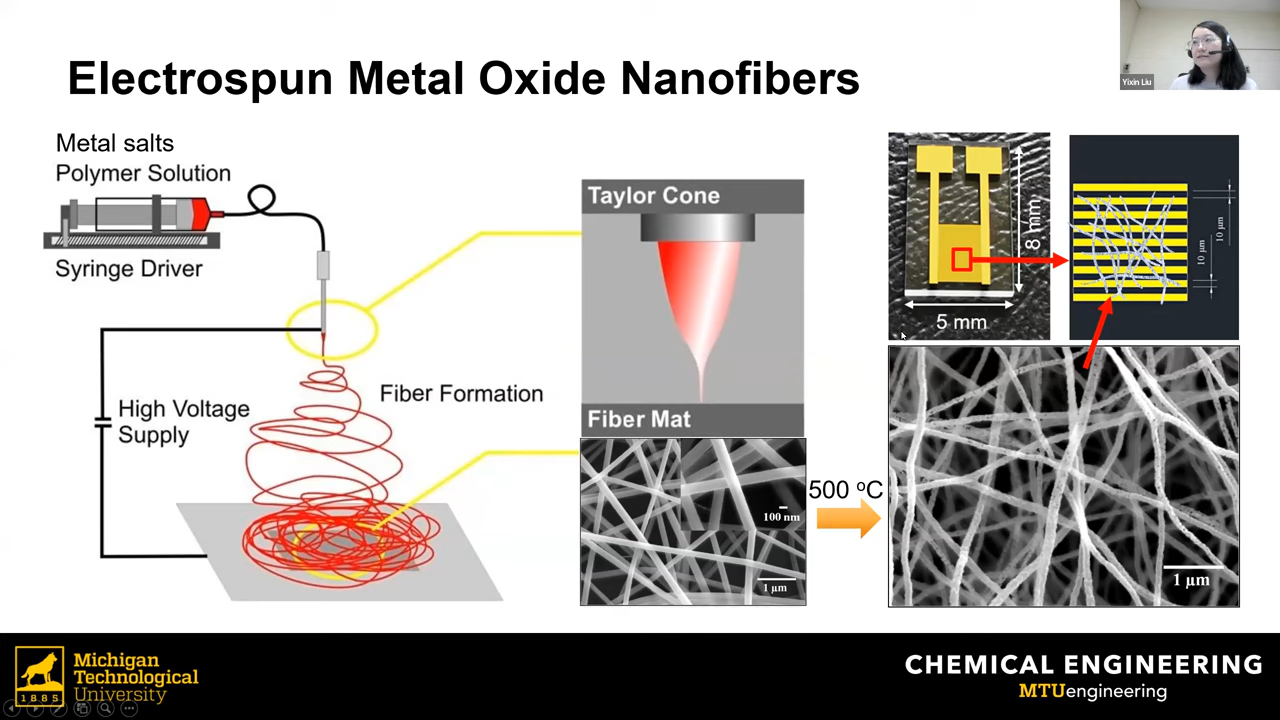 Yixin Liu
Electrospun Metal Oxide Nanofibers
Metal salts
Polymer Solution
Syringe Driver
High Voltage
Supply
Fiber Formation
Taylor Cone
Fiber Mat
100 nm
1 µm
500 ºC
8 mm
5 mm
10 µm
10 µm
1 µm
Michigan
Technological
University
1885
CHEMICAL ENGINEERING
MTUengineering